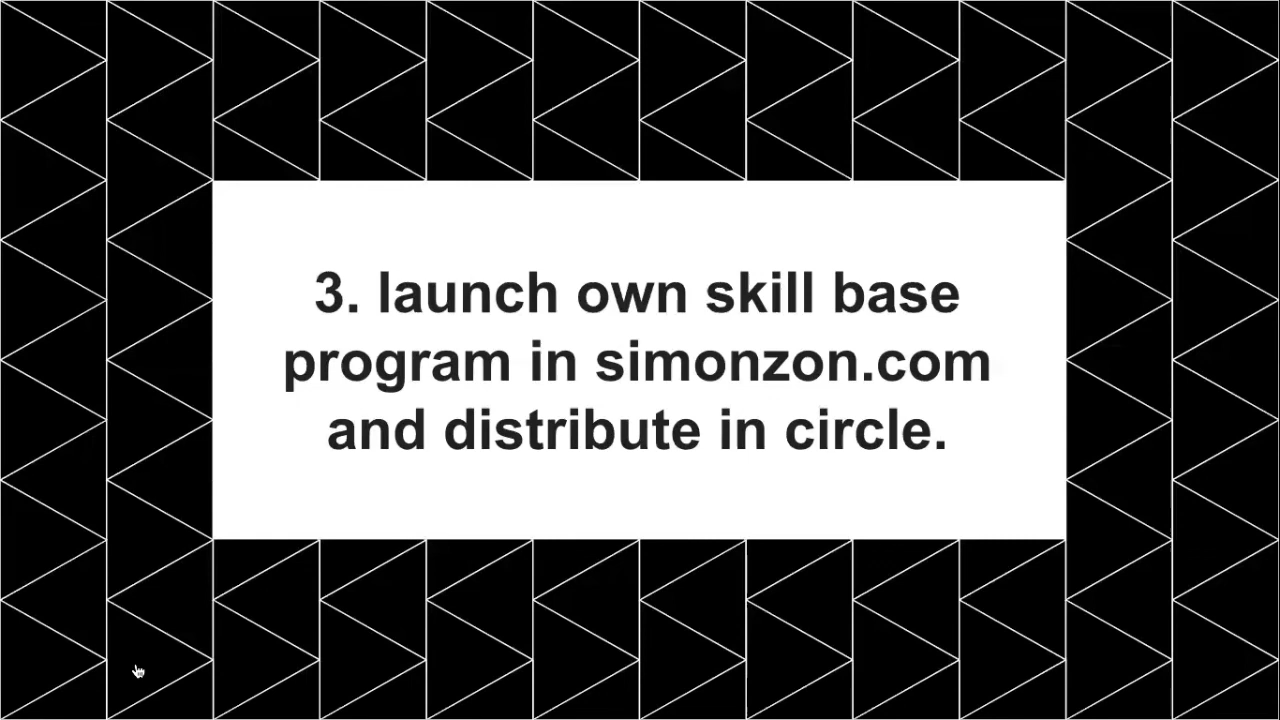 3. launch own skill base
program in simonzon.com
and distribute in circle.